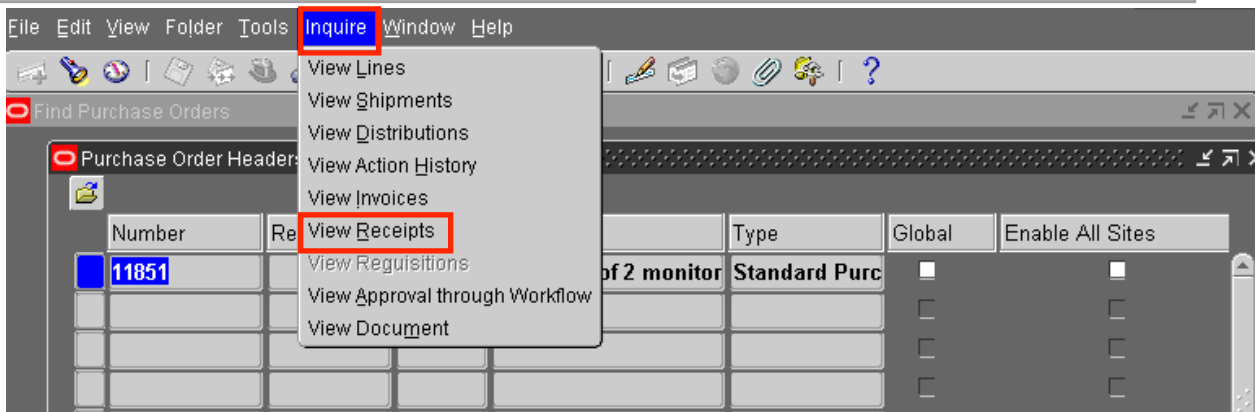 File Edit View Folder Tools Inquire Window Help
View Lines
View Shipments
Find Purchase Orders
View Distributions
Purchase Order Headers
View Action History
View Invoices
Number Re View Receipts Type Global Enable All Sites
View Requisitions
11851 of 2 monitor Standard Purc
View Approval through Workflow
View Document